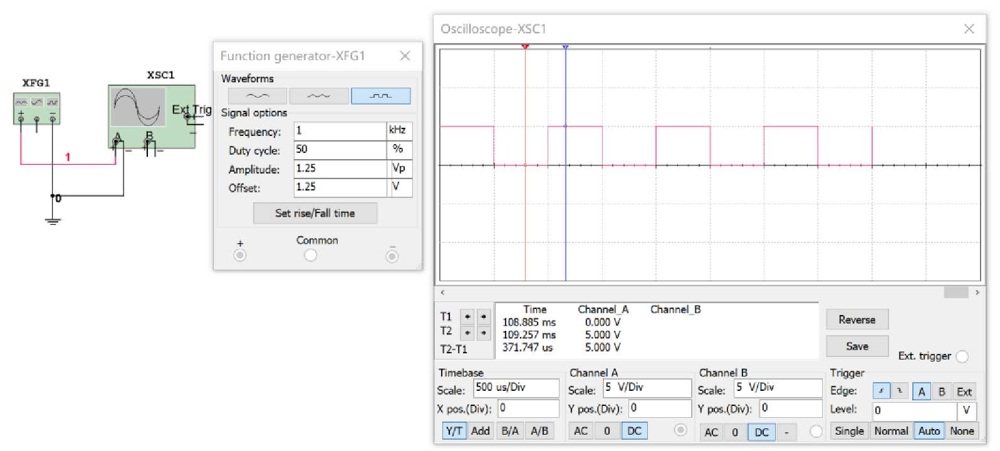 XFG1
XSC1
Ext Trig
+
−
A
B
+
−
+
−
−
1
0
Function generator-XFG1
Waveforms
Signal options
Frequency: 1 kHz
Duty cycle: 50 %
Amplitude: 1.25 Vp
Offset: 1.25 V
Set rise/Fall time
+
Common
−
Oscilloscope-XSC1
Time Channel_A Channel_B
T1 108.885 ms 0.000 V
T2 109.257 ms 5.000 V
T2-T1 371.747 us 5.000 V
Reverse
Save
Ext. trigger
Timebase
Scale: 500 us/Div
X pos.(Div): 0
Y/T Add B/A A/B
Channel A
Scale: 5 V/Div
Y pos.(Div): 0
AC 0 DC
Channel B
Scale: 5 V/Div
Y pos.(Div): 0
AC 0 DC -
Trigger
Edge: A B Ext
Level: 0 V
Single Normal Auto None